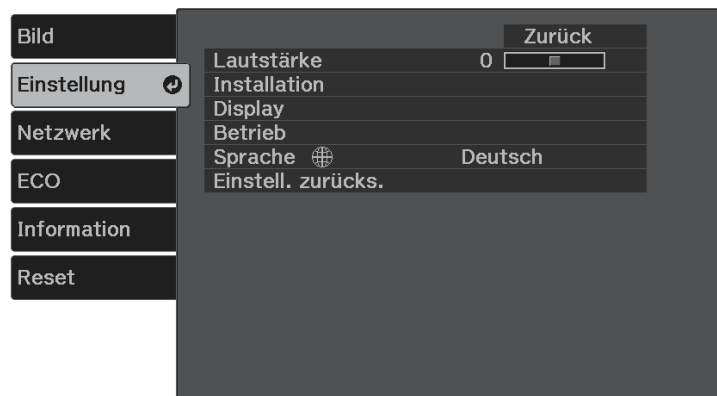 Bild
Einstellung
Netzwerk
ECO
Information
Reset
Zurück
Lautstärke 0
Installation
Display
Betrieb
Sprache Deutsch
Einstell. zurücks.